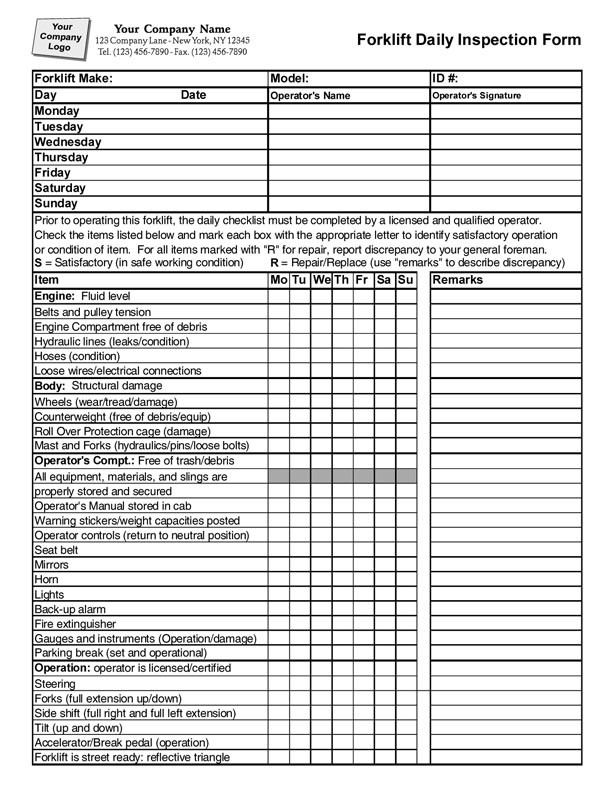 Your
Company
Logo
Your Company Name
123 Company Lane - New York, NY 12345
Tel. (123) 456-7890 - Fax. (123) 456-7890
Forklift Daily Inspection Form
Forklift Make: Model: ID #:
Day Date Operator's Name Operator's Signature
Monday
Tuesday
Wednesday
Thursday
Friday
Saturday
Sunday
Prior to operating this forklift, the daily checklist must be completed by a licensed and qualified operator.
Check the items listed below and mark each box with the appropriate letter to identify satisfactory operation
or condition of item. For all items marked with "R" for repair, report discrepancy to your general foreman.
S = Satisfactory (in safe working condition) R = Repair/Replace (use "remarks" to describe discrepancy)
Item Mo Tu We Th Fr Sa Su Remarks
Engine: Fluid level
Belts and pulley tension
Engine Compartment free of debris
Hydraulic lines (leaks/condition)
Hoses (condition)
Loose wires/electrical connections
Body: Structural damage
Wheels (wear/tread/damage)
Counterweight (free of debris/equip)
Roll Over Protection cage (damage)
Mast and Forks (hydraulics/pins/loose bolts)
Operator's Compt.: Free of trash/debris
All equipment, materials, and slings are
properly stored and secured
Operator's Manual stored in cab
Warning stickers/weight capacities posted
Operator controls (return to neutral position)
Seat belt
Mirrors
Horn
Lights
Back-up alarm
Fire extinguisher
Gauges and instruments (Operation/damage)
Parking break (set and operational)
Operation: operator is licensed/certified
Steering
Forks (full extension up/down)
Side shift (full right and full left extension)
Tilt (up and down)
Accelerator/Break pedal (operation)
Forklift is street ready: reflective triangle